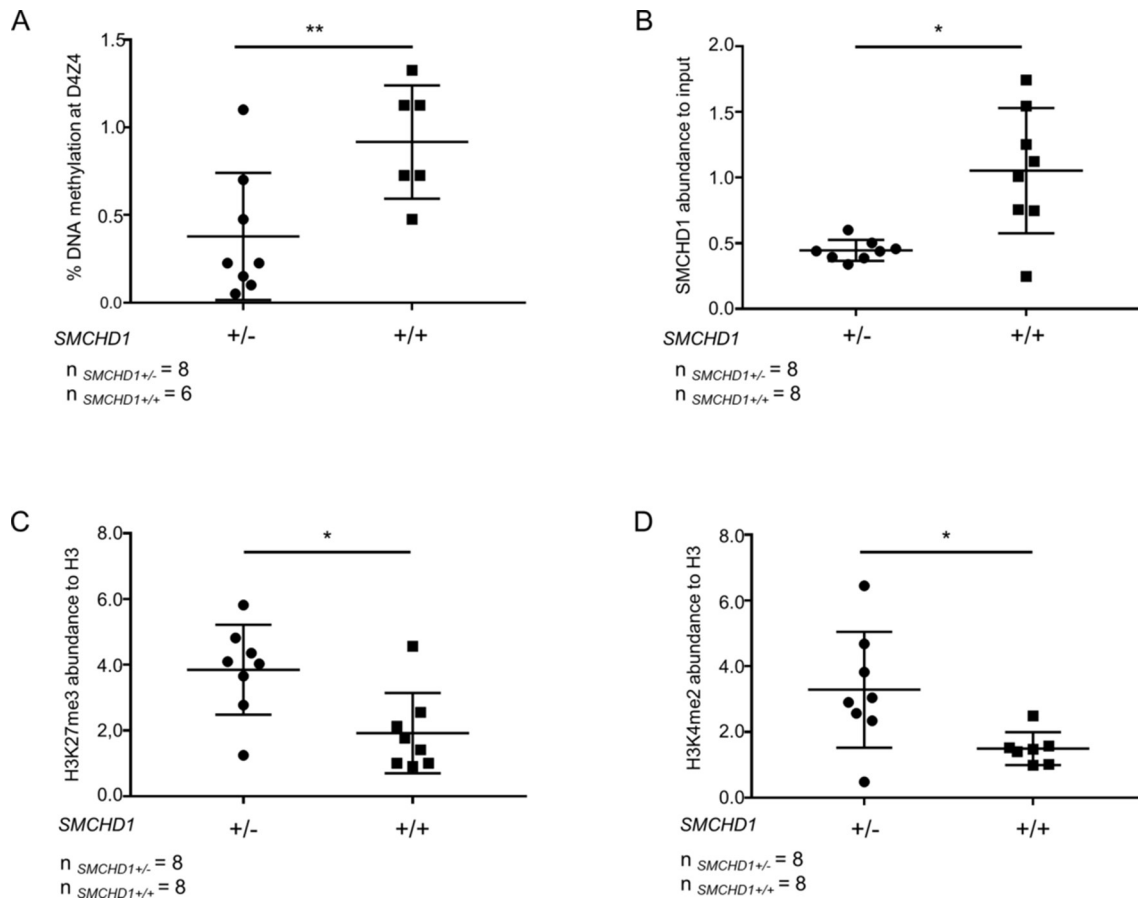 A
**
% DNA methylation at D4Z4
1.5
1.0
0.5
0.0
SMCHD1 +/- +/+
n SMCHD1+/- = 8
n SMCHD1+/+ = 6
B
*
SMCHD1 abundance to input
2.0
1.5
1.0
0.5
0.0
SMCHD1 +/- +/+
n SMCHD1+/- = 8
n SMCHD1+/+ = 8
C
*
H3K27me3 abundance to H3
8.0
6.0
4.0
2.0
0.0
SMCHD1 +/- +/+
n SMCHD1+/- = 8
n SMCHD1+/+ = 8
D
*
H3K4me2 abundance to H3
8.0
6.0
4.0
2.0
0.0
SMCHD1 +/- +/+
n SMCHD1+/- = 8
n SMCHD1+/+ = 8